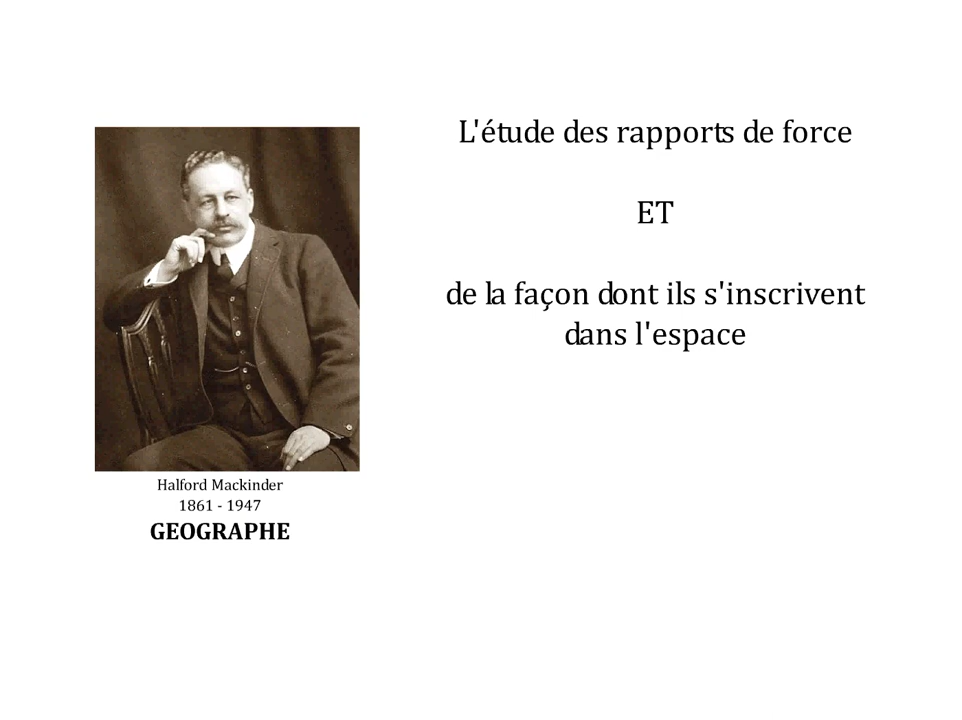 L'étude des rapports de force
ET
de la façon dont ils s'inscrivent
dans l'espace
Halford Mackinder
1861 - 1947
GEOGRAPHE